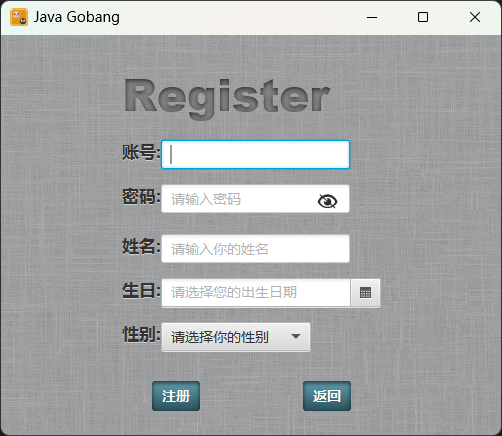 Java Gobang
Register
账号:
密码: 请输入密码
姓名: 请输入你的姓名
生日: 请选择您的出生日期
性别: 请选择你的性别
注册 返回